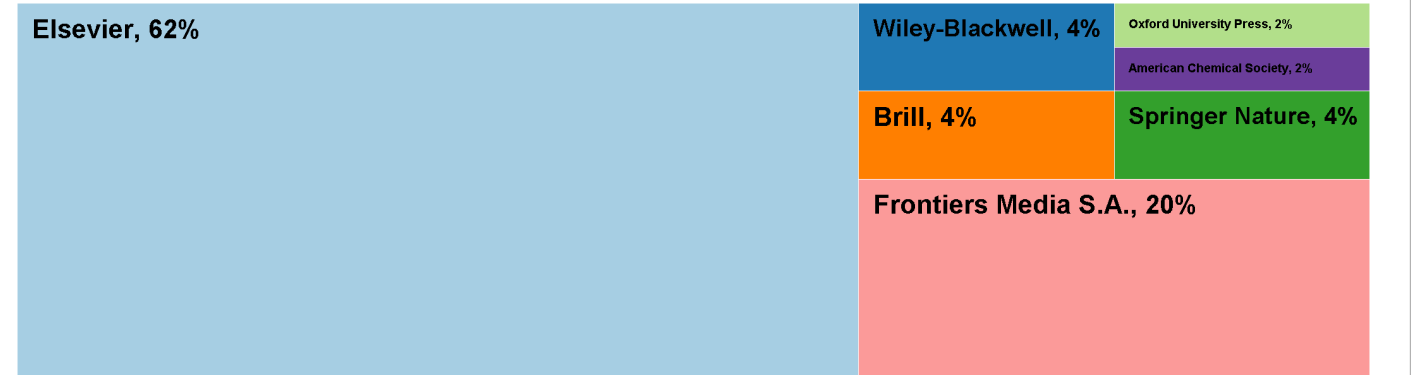 Elsevier, 62%
Wiley-Blackwell, 4%
Oxford University Press, 2%
American Chemical Society, 2%
Brill, 4%
Springer Nature, 4%
Frontiers Media S.A., 20%